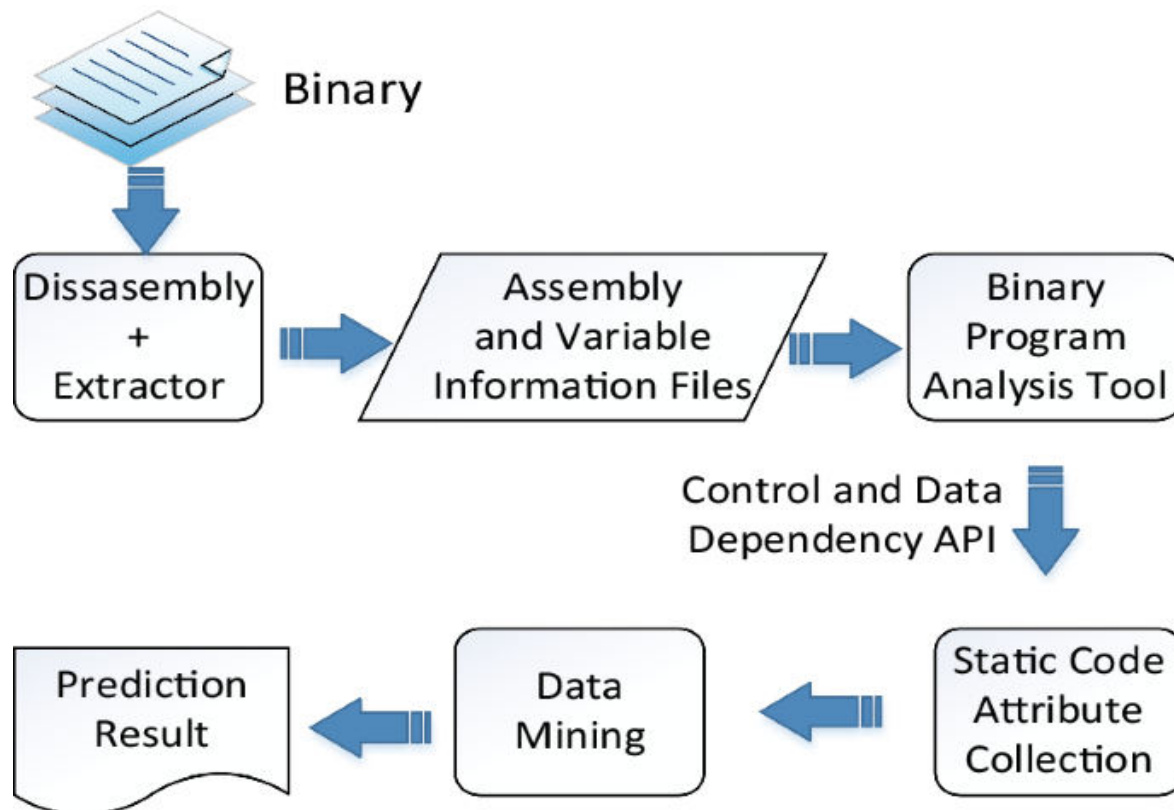 Binary
Dissasembly
+
Extractor
Assembly
and Variable
Information Files
Binary
Program
Analysis Tool
Control and Data
Dependency API
Static Code
Attribute
Collection
Data
Mining
Prediction
Result